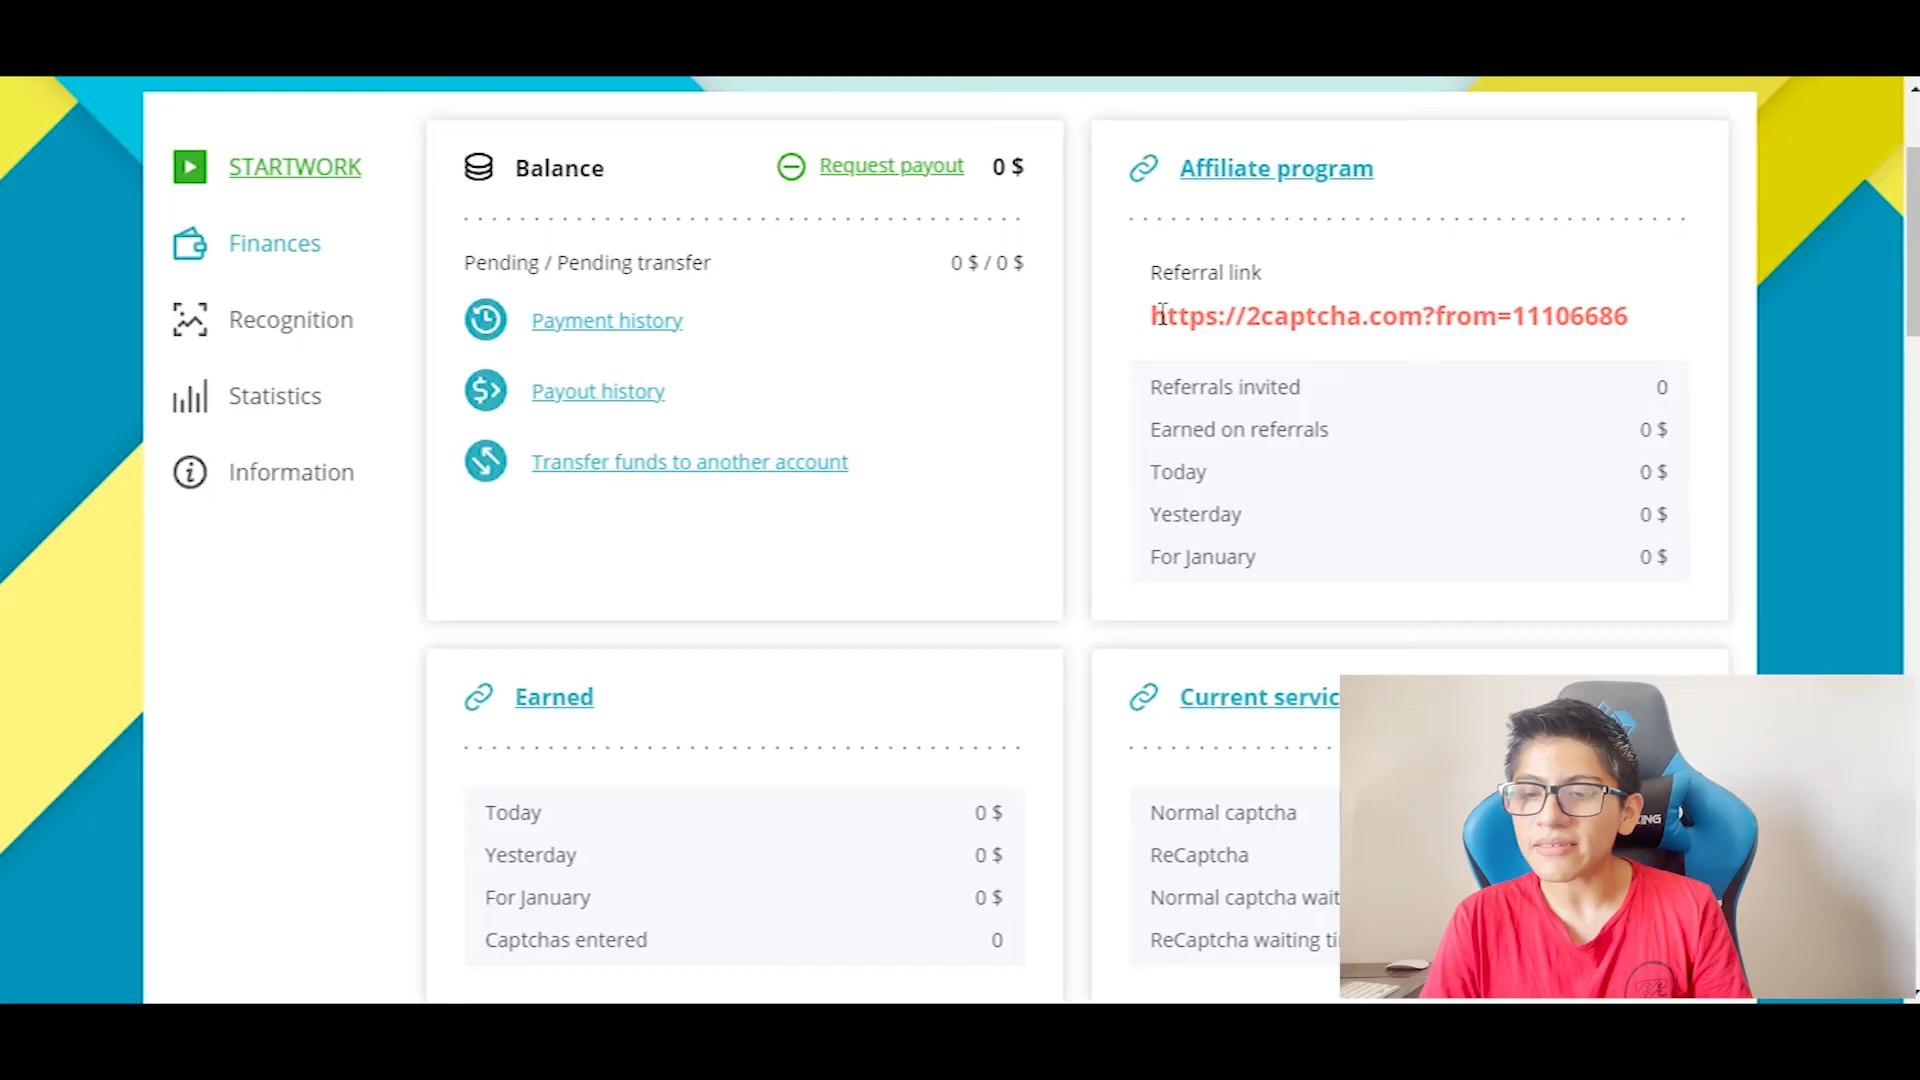 STARTWORK
Finances
Recognition
Statistics
Information
Balance
Request payout
0 $
Pending / Pending transfer
0 $ / 0 $
Payment history
Payout history
Transfer funds to another account
Affiliate program
Referral link
https://2captcha.com?from=11106686
Referrals invited 0
Earned on referrals 0 $
Today 0 $
Yesterday 0 $
For January 0 $
Earned
Today 0 $
Yesterday 0 $
For January 0 $
Captchas entered 0
Current servic
Normal captcha
ReCaptcha
Normal captcha wait
ReCaptcha waiting ti